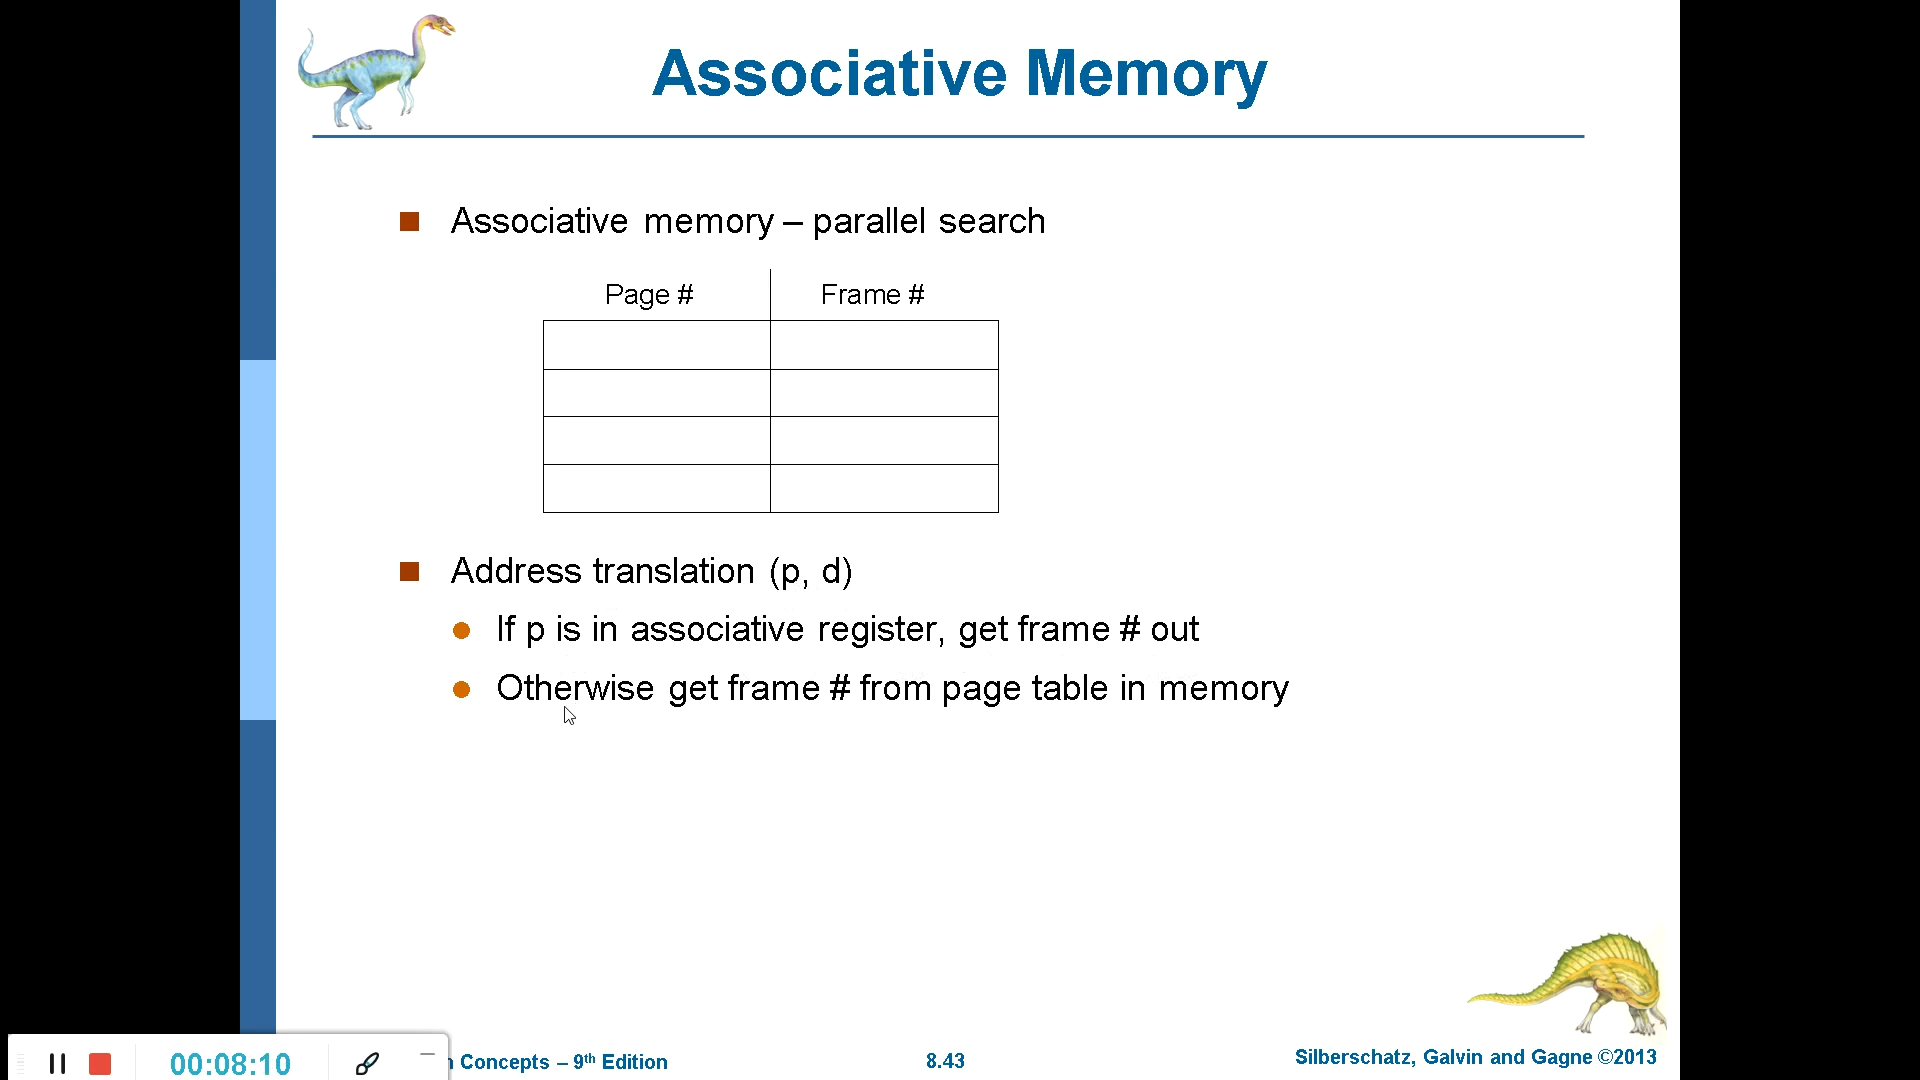 Associative Memory
Associative memory – parallel search
Page # Frame #
Address translation (p, d)
If p is in associative register, get frame # out
Otherwise get frame # from page table in memory
00:08:10
Concepts – 9th Edition
8.43
Silberschatz, Galvin and Gagne ©2013